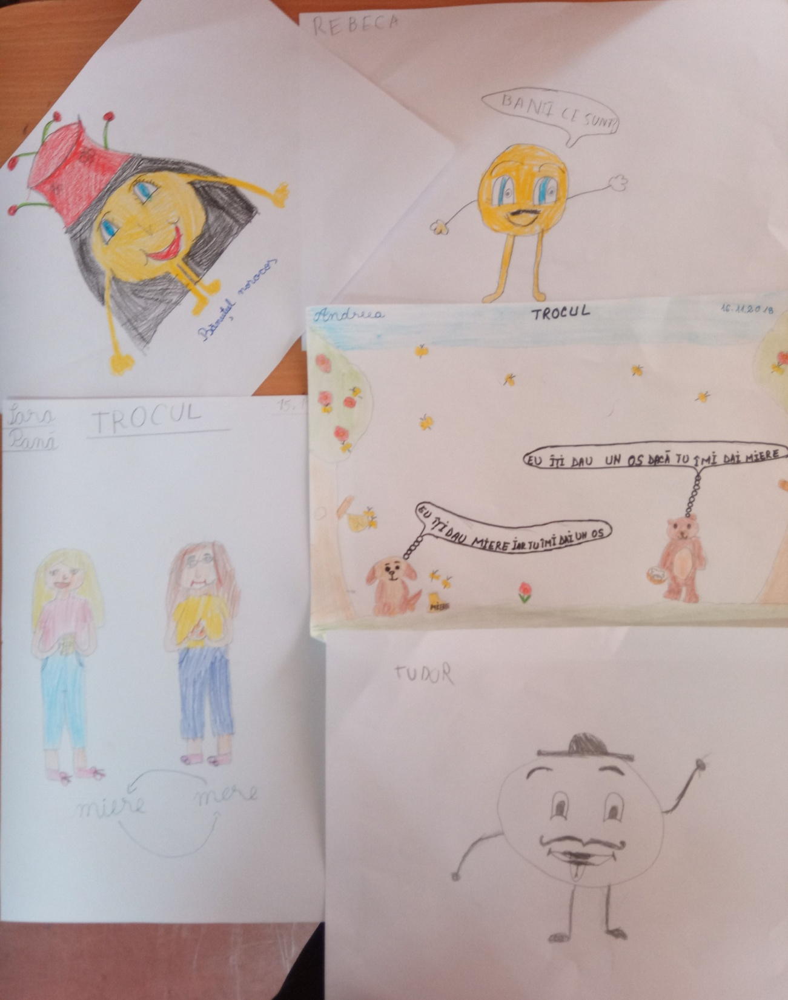 REBECA
BANII CE SUNT?
Bănuțul norocos
Andreea
TROCUL
16.11.2018
EU ÎȚI DAU UN OS DACĂ TU ÎMI DAI MIERE
EU ÎȚI DAU MIERE IAR TU ÎMI DAI UN OS
MIERE
Sara
Pană
TROCUL
15.
miere
mere
TUDOR